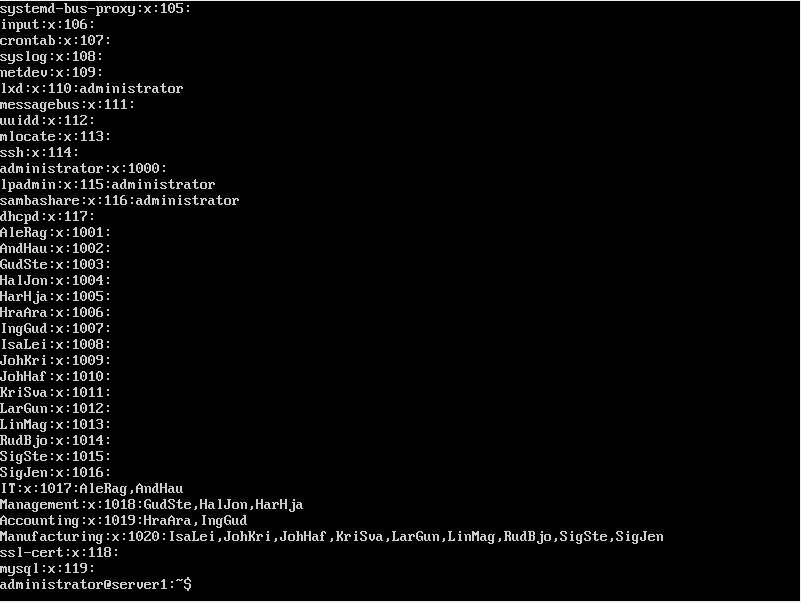 systemd-bus-proxy:x:105:
input:x:106:
crontab:x:107:
syslog:x:108:
netdev:x:109:
lxd:x:110:administrator
messagebus:x:111:
uuidd:x:112:
mlocate:x:113:
ssh:x:114:
administrator:x:1000:
lpadmin:x:115:administrator
sambashare:x:116:administrator
dhcpd:x:117:
AleRag:x:1001:
AndHau:x:1002:
GudSte:x:1003:
HalJon:x:1004:
HarHja:x:1005:
HraAra:x:1006:
IngGud:x:1007:
IsaLei:x:1008:
JohKri:x:1009:
JohHaf:x:1010:
KriSva:x:1011:
LarGun:x:1012:
LinMag:x:1013:
RudBjo:x:1014:
SigSte:x:1015:
SigJen:x:1016:
IT:x:1017:AleRag,AndHau
Management:x:1018:GudSte,HalJon,HarHja
Accounting:x:1019:HraAra,IngGud
Manufacturing:x:1020:IsaLei,JohKri,JohHaf,KriSva,LarGun,LinMag,RudBjo,SigSte,SigJen
ssl-cert:x:118:
mysql:x:119:
administrator@server1:~$